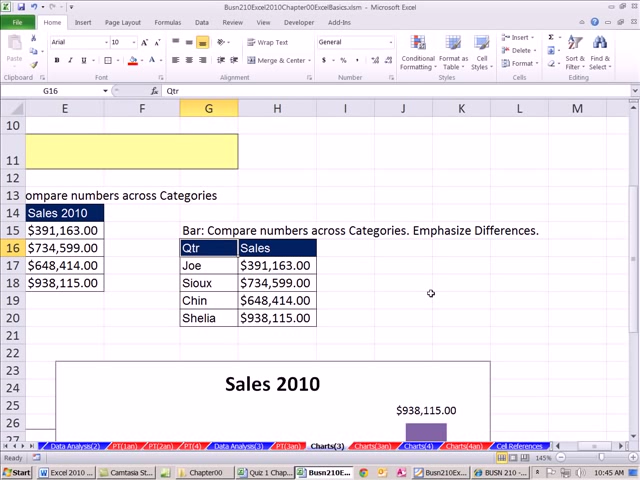 Busn210Excel2010Chapter00ExcelBasics.xlsm - Microsoft Excel
File Home Insert Page Layout Formulas Data Review View Developer Add-Ins
Paste Arial 10 Wrap Text General Conditional Formatting Format as Table Cell Styles Insert Delete Format Sort & Filter Find & Select
B I U Merge & Center $ % ,
Clipboard Font Alignment Number Styles Cells Editing
G16 fx Qtr
E F G H I J K L M
10
11
12
13 ompare numbers across Categories
14 Sales 2010
15 $391,163.00 Bar: Compare numbers across Categories. Emphasize Differences.
16 $734,599.00 Qtr Sales
17 $648,414.00 Joe $391,163.00
18 $938,115.00 Sioux $734,599.00
19 Chin $648,414.00
20 Shelia $938,115.00
21
22
23
24 Sales 2010
25 $938,115.00
26
27
Data Analysis(2) PT(1an) PT(2) PT(4) Data Analysis(3) PT(3an) Charts(3) Charts(3an) Charts(4) Charts(4an) Cell References
Ready 145%
Start Excel 2010 ... Camtasia St... Chapter00 Quiz 1 Chap... Busn210E... Busn210Ex... BUSN 210 -... 10:45 AM